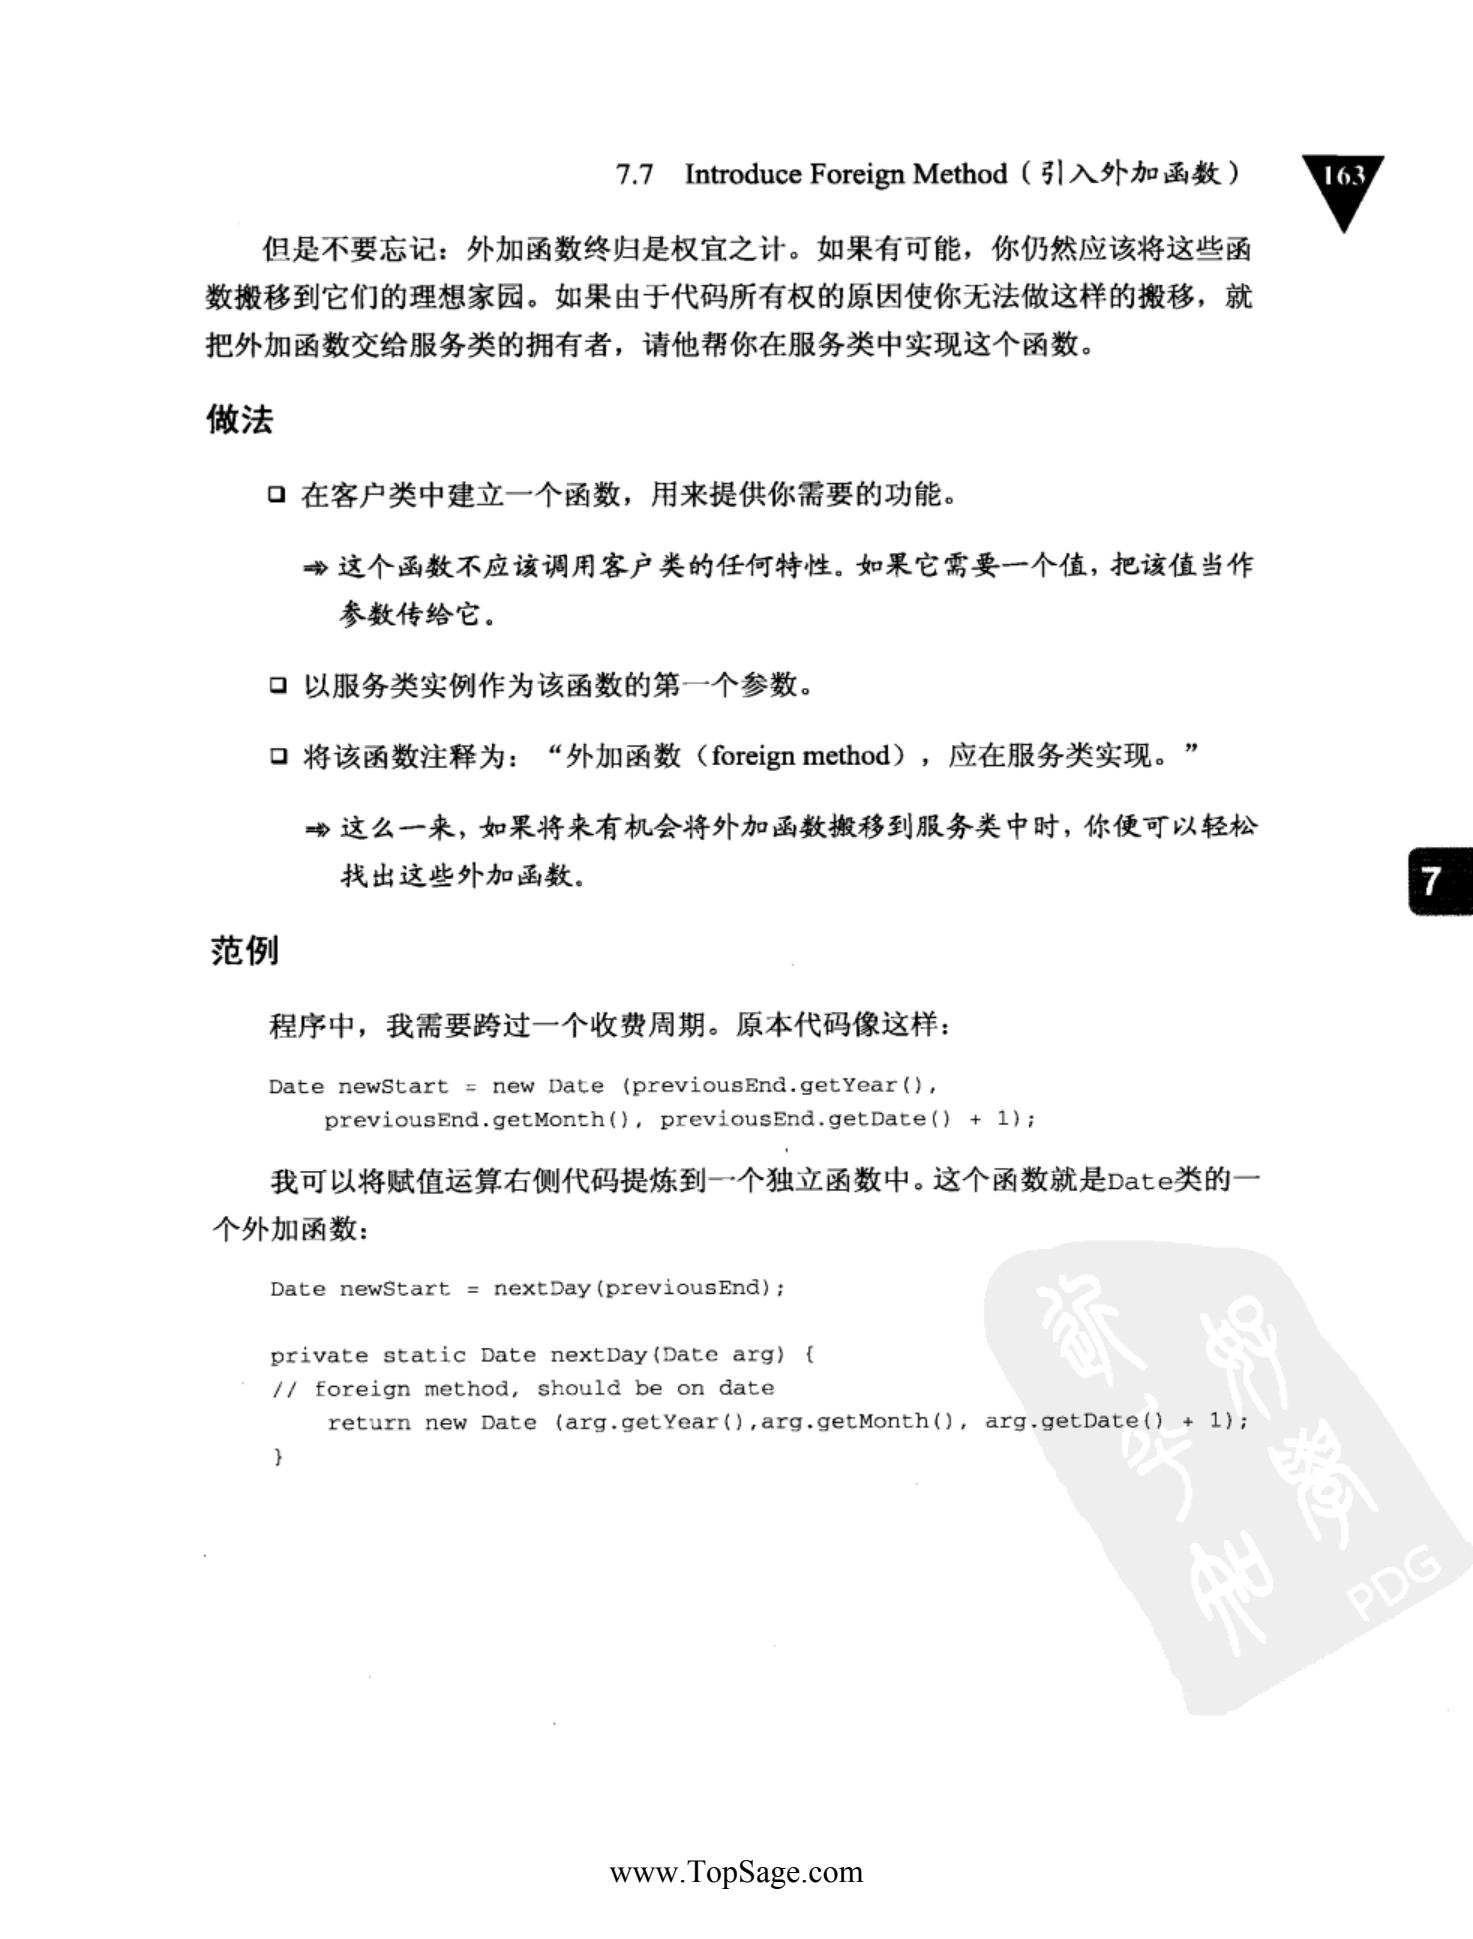 7.7 Introduce Foreign Method（引入外加函数） 163
但是不要忘记：外加函数终归是权宜之计。如果有可能，你仍然应该将这些函
数搬移到它们的理想家园。如果由于代码所有权的原因使你无法做这样的搬移，就
把外加函数交给服务类的拥有者，请他帮你在服务类中实现这个函数。
做法
❑ 在客户类中建立一个函数，用来提供你需要的功能。
⇒ 这个函数不应该调用客户类的任何特性。如果它需要一个值，把该值当作
参数传给它。
❑ 以服务类实例作为该函数的第一个参数。
❑ 将该函数注释为：“外加函数（foreign method），应在服务类实现。”
⇒ 这么一来，如果将来有机会将外加函数搬移到服务类中时，你便可以轻松
找出这些外加函数。
7
范例
程序中，我需要跨过一个收费周期。原本代码像这样：
Date newStart = new Date (previousEnd.getYear(),
previousEnd.getMonth(), previousEnd.getDate() + 1);
我可以将赋值运算右侧代码提炼到一个独立函数中。这个函数就是Date类的一
个外加函数：
Date newStart = nextDay(previousEnd);
private static Date nextDay(Date arg) {
// foreign method, should be on date
return new Date (arg.getYear(),arg.getMonth(), arg.getDate() + 1);
}
PDG
www.TopSage.com